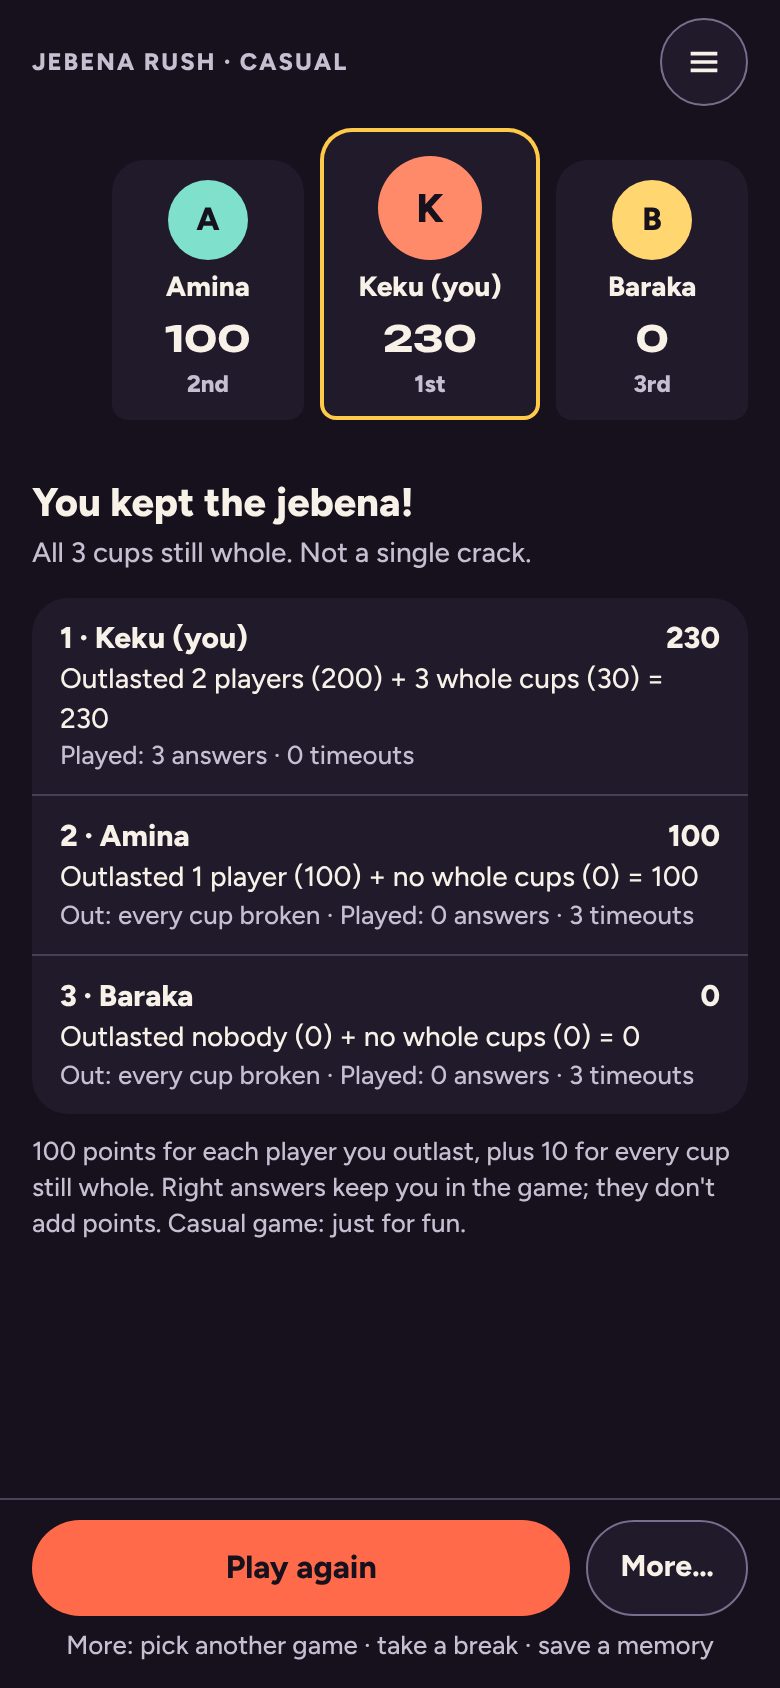 JEBENA RUSH · CASUAL
A
Amina
100
2nd
K
Keku (you)
230
1st
B
Baraka
0
3rd
You kept the jebena!
All 3 cups still whole. Not a single crack.
1 · Keku (you) 230
Outlasted 2 players (200) + 3 whole cups (30) =
230
Played: 3 answers · 0 timeouts
2 · Amina 100
Outlasted 1 player (100) + no whole cups (0) = 100
Out: every cup broken · Played: 0 answers · 3 timeouts
3 · Baraka 0
Outlasted nobody (0) + no whole cups (0) = 0
Out: every cup broken · Played: 0 answers · 3 timeouts
100 points for each player you outlast, plus 10 for every cup
still whole. Right answers keep you in the game; they don't
add points. Casual game: just for fun.
Play again
More...
More: pick another game · take a break · save a memory